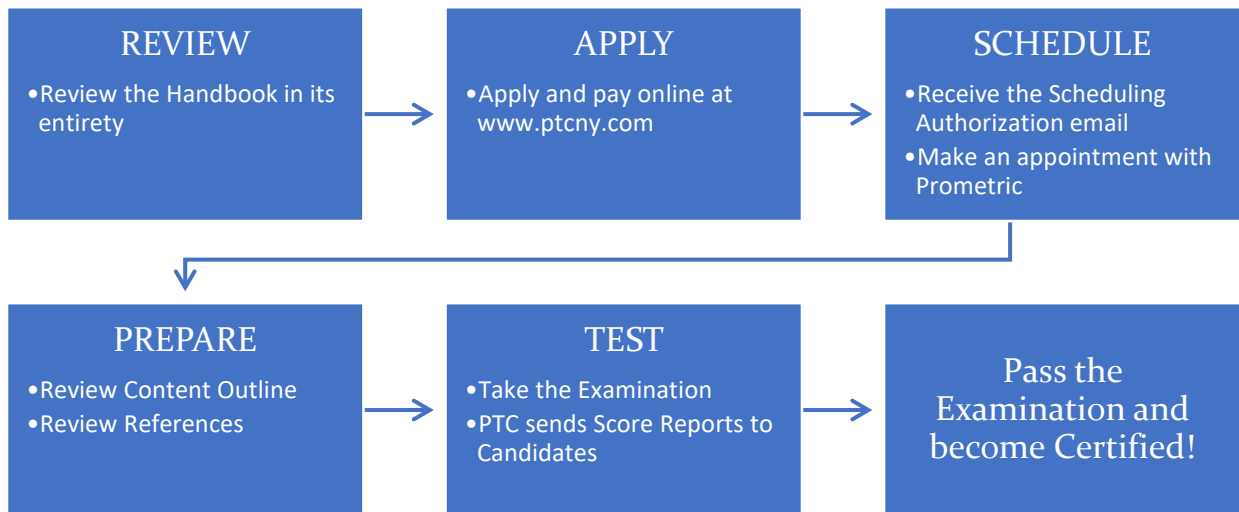 REVIEW
•Review the Handbook in its
entirety
APPLY
•Apply and pay online at
www.ptcny.com
SCHEDULE
•Receive the Scheduling
Authorization email
•Make an appointment with
Prometric
PREPARE
•Review Content Outline
•Review References
TEST
•Take the Examination
•PTC sends Score Reports to
Candidates
Pass the
Examination and
become Certified!